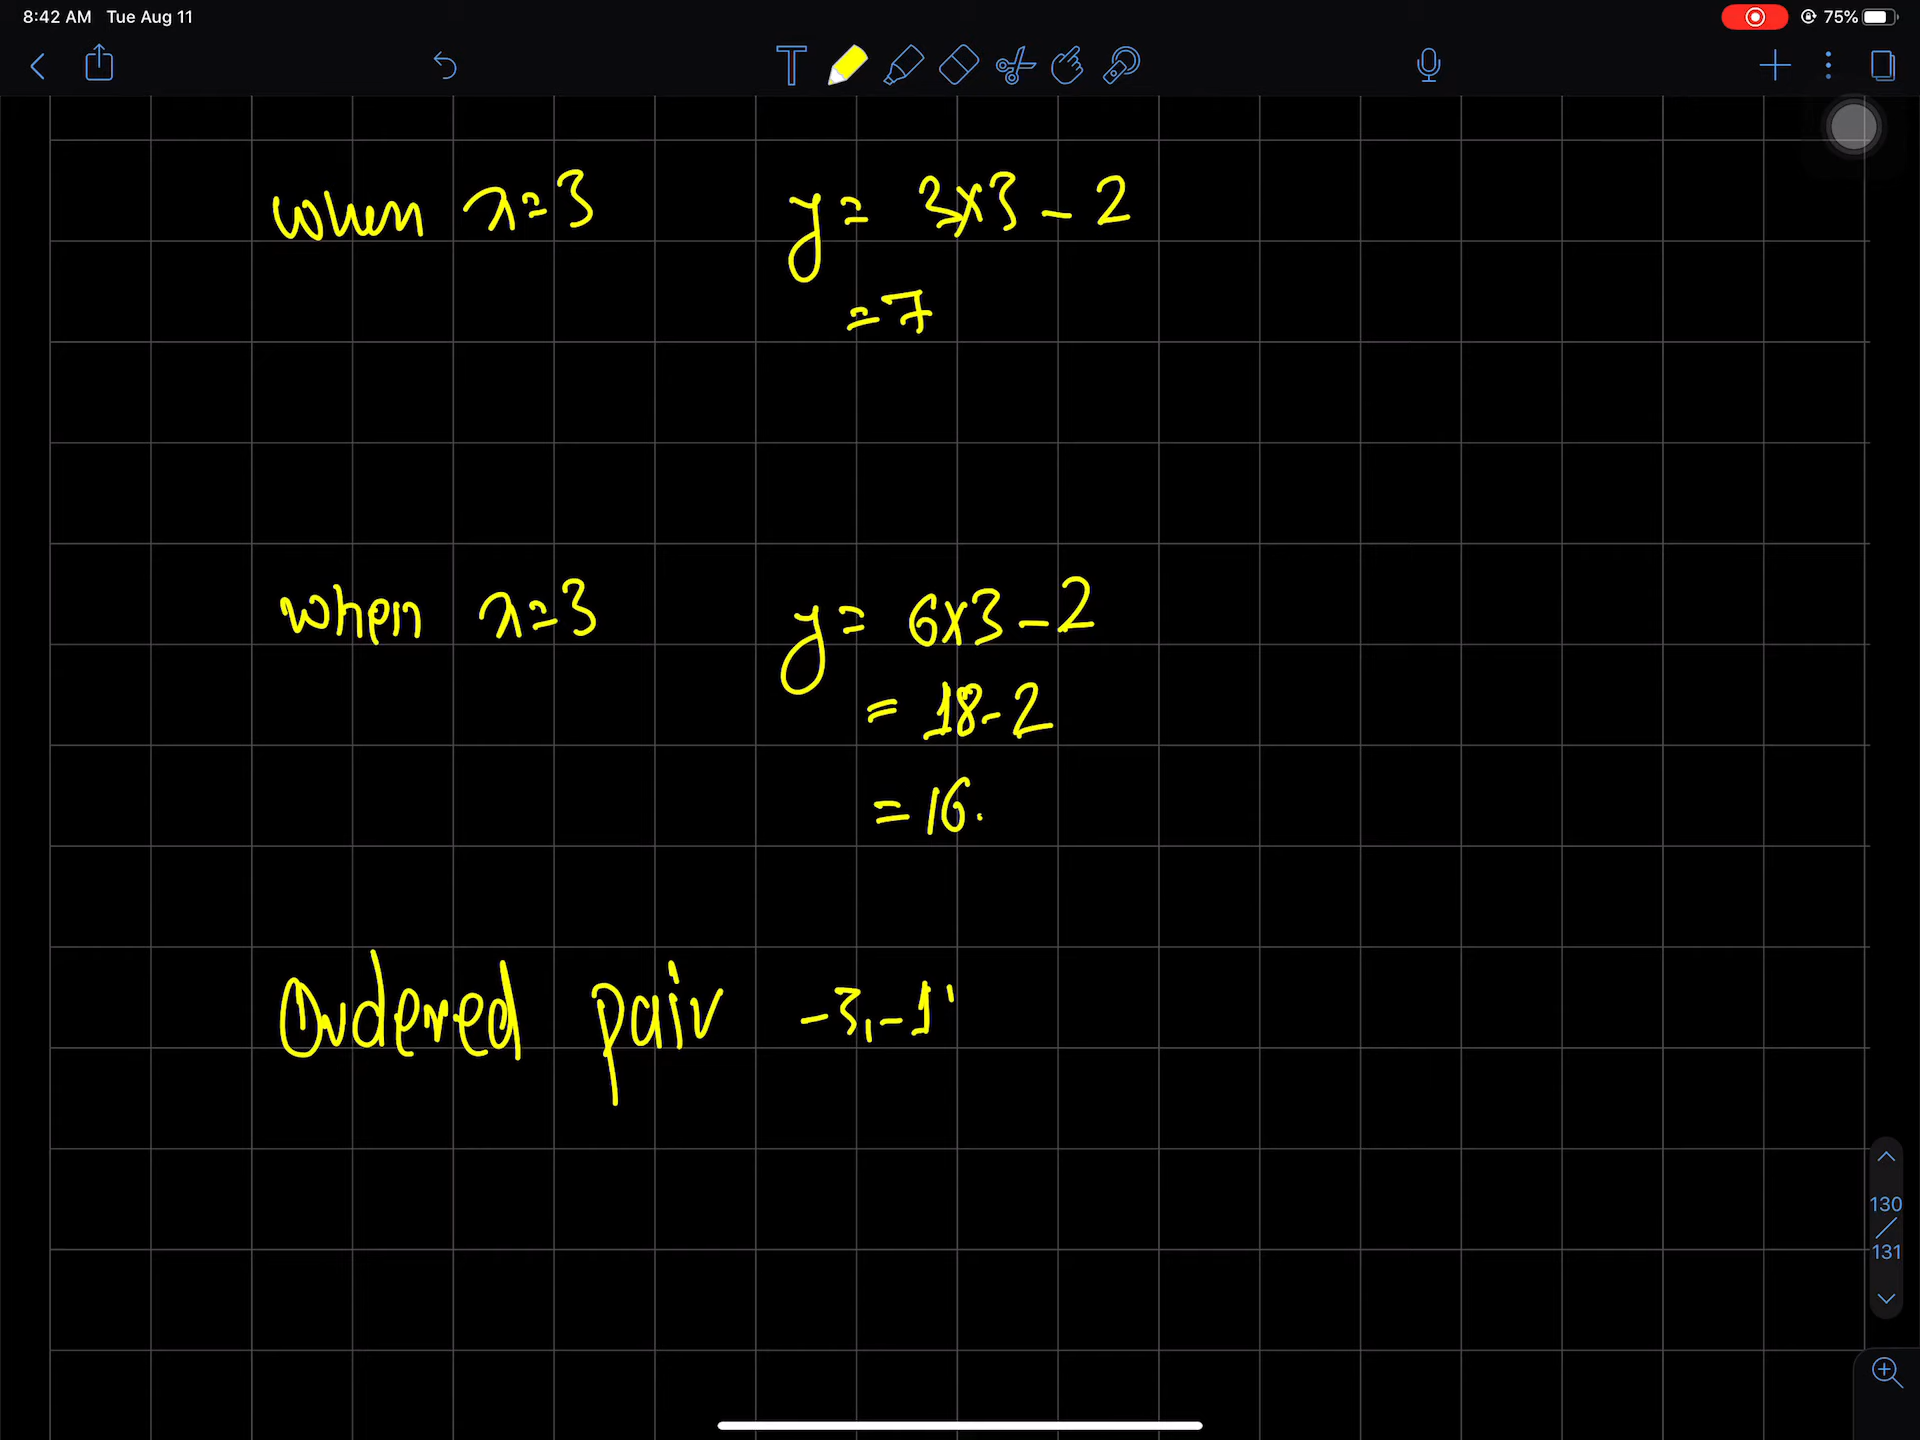 8:42 AM Tue Aug 11
75%
when x=3 y= 3x3-2
=7
when x=3 y= 6x3-2
= 18-2
= 16.
Ordered pair -3,-1'
130
131